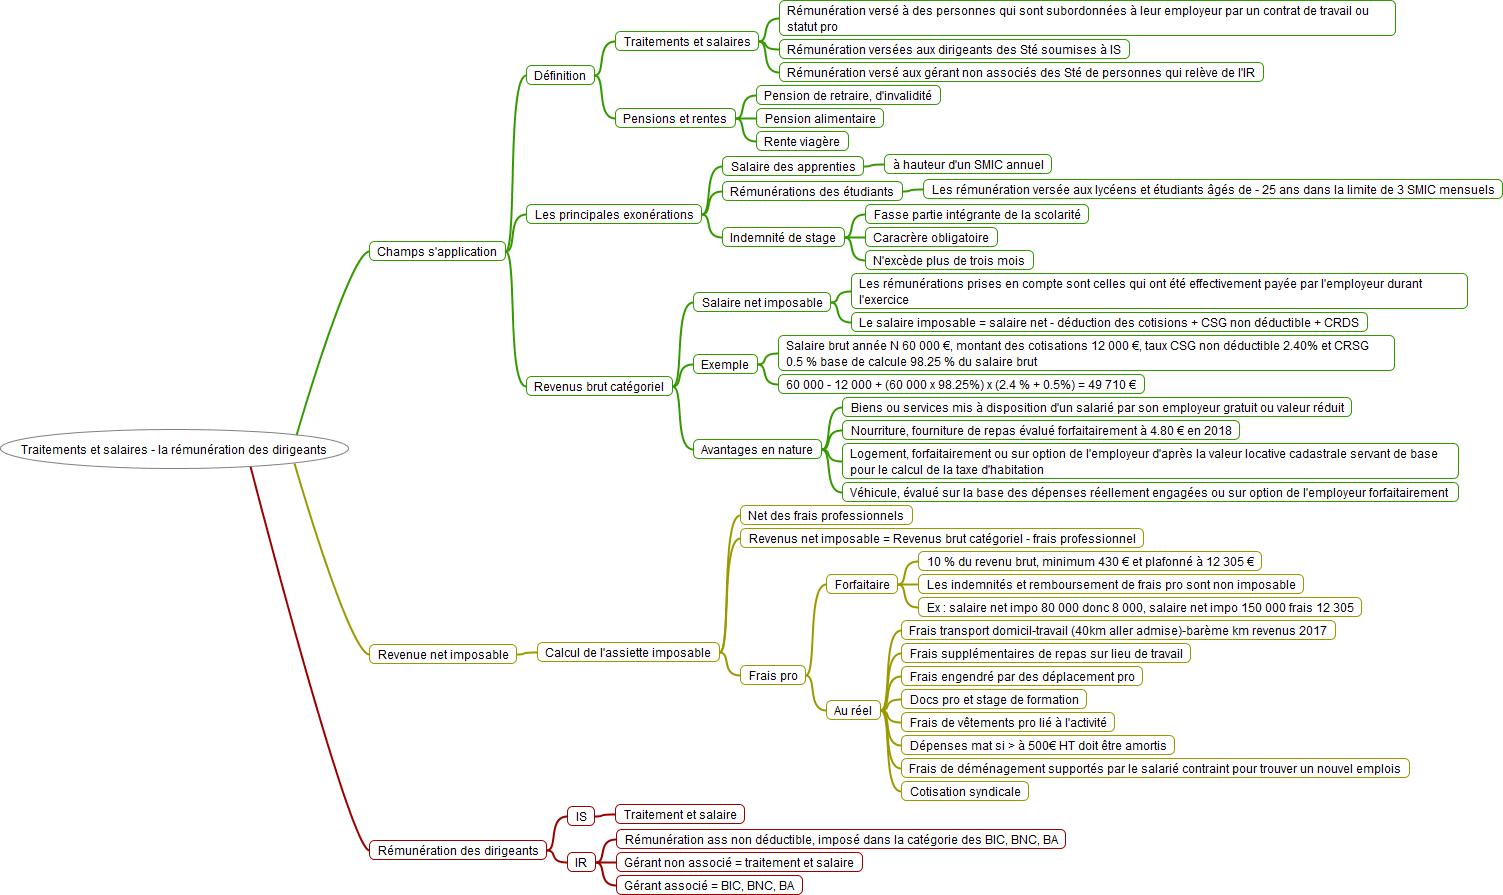 Traitements et salaires - la rémunération des dirigeants
Champs s'application
Définition
Traitements et salaires
Rémunération versé à des personnes qui sont subordonnées à leur employeur par un contrat de travail ou
statut pro
Rémunération versées aux dirigeants des Sté soumises à IS
Rémunération versé aux gérant non associés des Sté de personnes qui relève de l'IR
Pensions et rentes
Pension de retraire, d'invalidité
Pension alimentaire
Rente viagère
Les principales exonérations
Salaire des apprenties
à hauteur d'un SMIC annuel
Rémunérations des étudiants
Les rémunération versée aux lycéens et étudiants âgés de - 25 ans dans la limite de 3 SMIC mensuels
Indemnité de stage
Fasse partie intégrante de la scolarité
Caracrère obligatoire
N'excède plus de trois mois
Revenus brut catégoriel
Salaire net imposable
Les rémunérations prises en compte sont celles qui ont été effectivement payée par l'employeur durant
l'exercice
Le salaire imposable = salaire net - déduction des cotisions + CSG non déductible + CRDS
Exemple
Salaire brut année N 60 000 €, montant des cotisations 12 000 €, taux CSG non déductible 2.40% et CRSG
0.5 % base de calcule 98.25 % du salaire brut
60 000 - 12 000 + (60 000 x 98.25%) x (2.4 % + 0.5%) = 49 710 €
Avantages en nature
Biens ou services mis à disposition d'un salarié par son employeur gratuit ou valeur réduit
Nourriture, fourniture de repas évalué forfaitairement à 4.80 € en 2018
Logement, forfaitairement ou sur option de l'employeur d'après la valeur locative cadastrale servant de base
pour le calcul de la taxe d'habitation
Véhicule, évalué sur la base des dépenses réellement engagées ou sur option de l'employeur forfaitairement
Revenue net imposable
Calcul de l'assiette imposable
Net des frais professionnels
Revenus net imposable = Revenus brut catégoriel - frais professionnel
Frais pro
Forfaitaire
10 % du revenu brut, minimum 430 € et plafonné à 12 305 €
Les indemnités et remboursement de frais pro sont non imposable
Ex : salaire net impo 80 000 donc 8 000, salaire net impo 150 000 frais 12 305
Au réel
Frais transport domicil-travail (40km aller admise)-barème km revenus 2017
Frais supplémentaires de repas sur lieu de travail
Frais engendré par des déplacement pro
Docs pro et stage de formation
Frais de vêtements pro lié à l'activité
Dépenses mat si > à 500€ HT doit être amortis
Frais de déménagement supportés par le salarié contraint pour trouver un nouvel emplois
Cotisation syndicale
Rémunération des dirigeants
IS
Traitement et salaire
IR
Rémunération ass non déductible, imposé dans la catégorie des BIC, BNC, BA
Gérant non associé = traitement et salaire
Gérant associé = BIC, BNC, BA